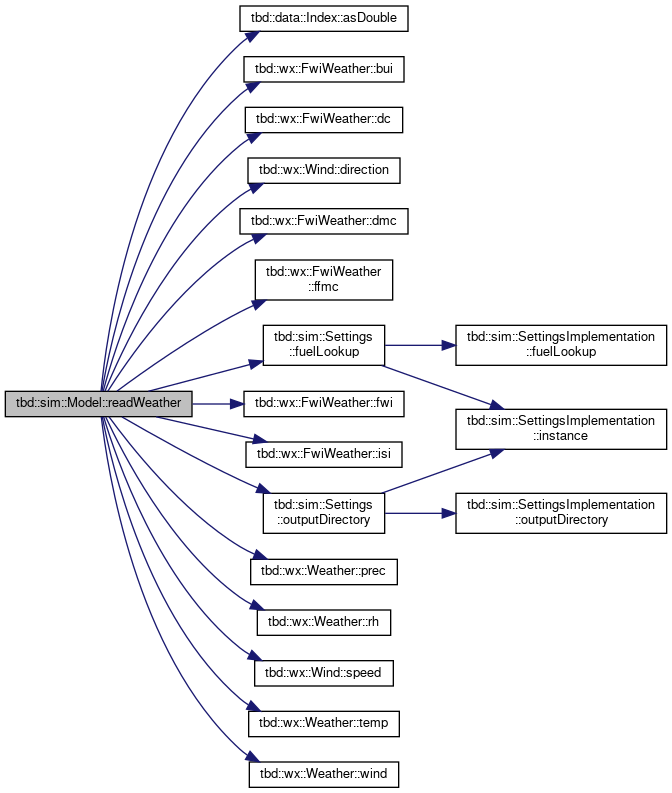 tbd::sim::Model::readWeather
tbd::data::Index::asDouble
tbd::wx::FwiWeather::bui
tbd::wx::FwiWeather::dc
tbd::wx::Wind::direction
tbd::wx::FwiWeather::dmc
tbd::wx::FwiWeather
::ffmc
tbd::sim::Settings
::fuelLookup
tbd::wx::FwiWeather::fwi
tbd::wx::FwiWeather::isi
tbd::sim::Settings
::outputDirectory
tbd::wx::Weather::prec
tbd::wx::Weather::rh
tbd::wx::Wind::speed
tbd::wx::Weather::temp
tbd::wx::Weather::wind
tbd::sim::SettingsImplementation
::fuelLookup
tbd::sim::SettingsImplementation
::instance
tbd::sim::SettingsImplementation
::outputDirectory